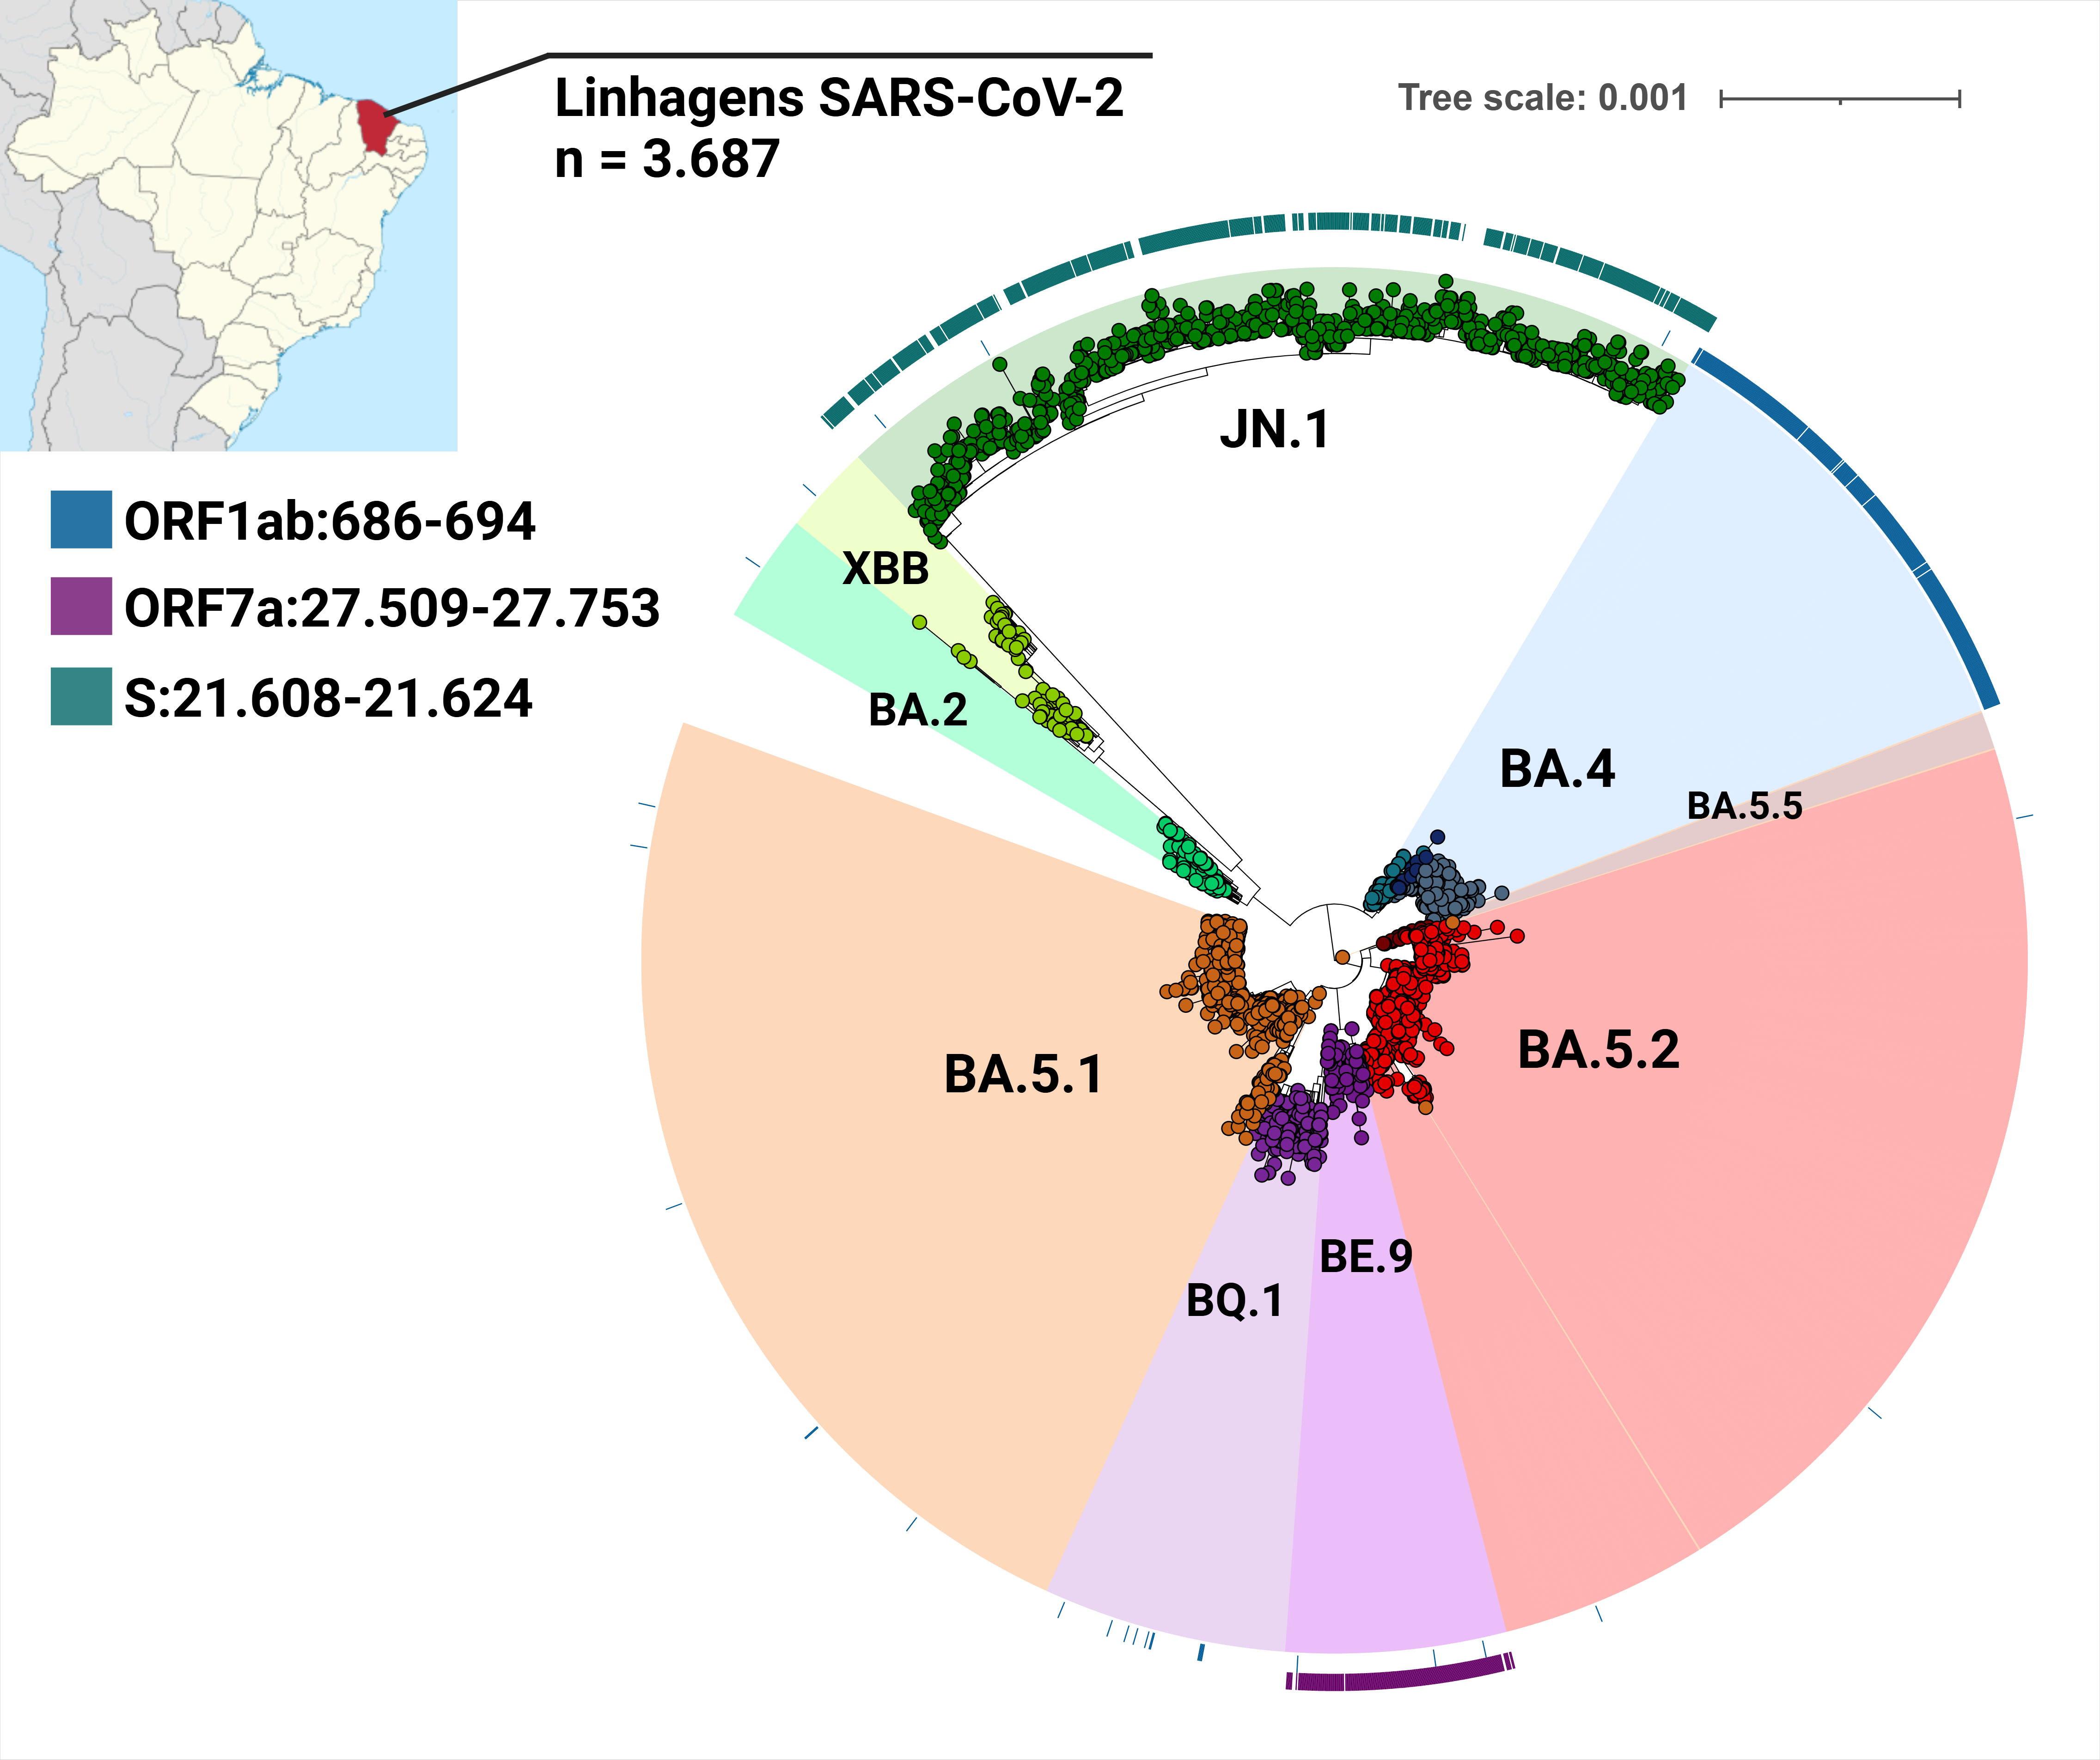 Linhagens SARS-CoV-2
n = 3.687
Tree scale: 0.001
ORF1ab:686-694
ORF7a:27.509-27.753
S:21.608-21.624
JN.1
XBB
BA.2
BA.4
BA.5.5
BA.5.2
BA.5.1
BE.9
BQ.1